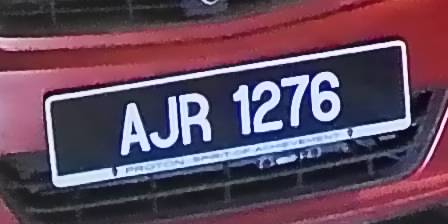 AJR 1276
PROTON. SPIRIT OF ACHIEVEMENT